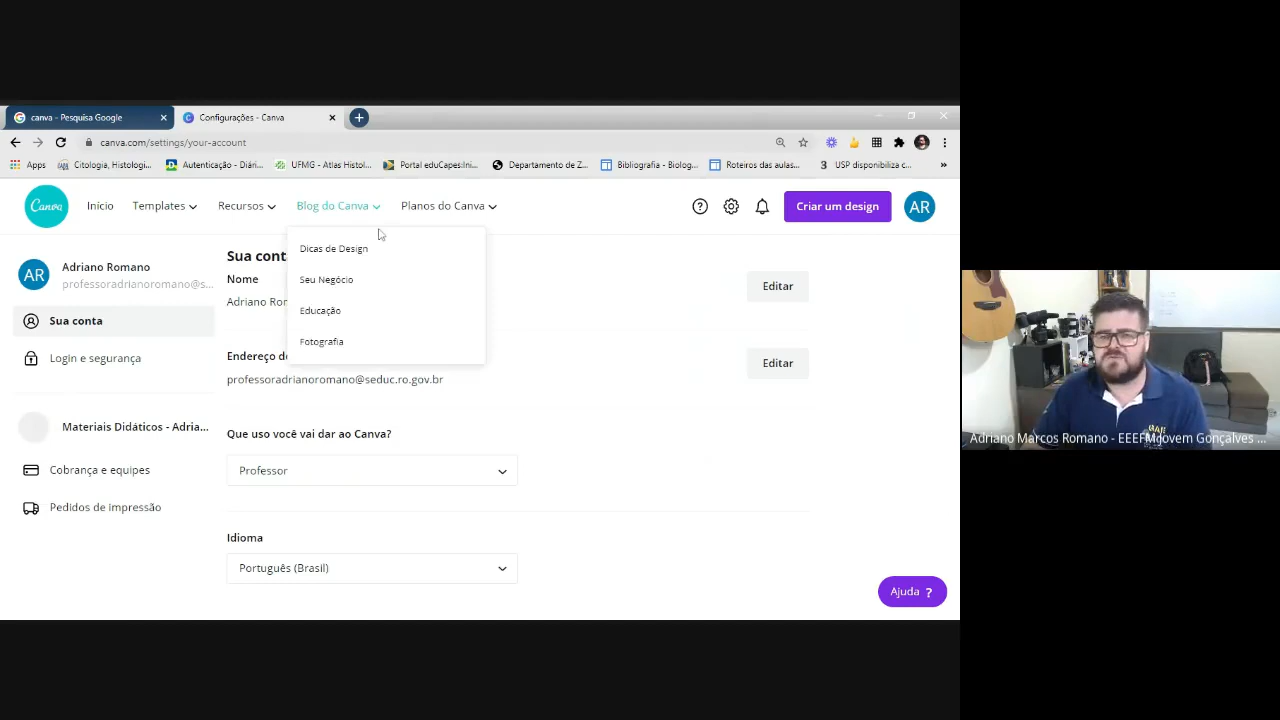 canva - Pesquisa Google
Configurações - Canva
canva.com/settings/your-account
Apps
Citologia, Histologi...
Autenticação - Diári...
UFMG - Atlas Histol...
Portal eduCapes:Ini...
Departamento de Z...
Bibliografia - Biolog...
Roteiros das aulas...
3 USP disponibiliza c...
»
Canva
Início
Templates
Recursos
Blog do Canva
Planos do Canva
Criar um design
AR
Dicas de Design
Seu Negócio
Educação
Fotografia
AR
Adriano Romano
professoradrianoromano@s...
Sua conta
Login e segurança
Materiais Didáticos - Adria...
Cobrança e equipes
Pedidos de impressão
Sua cont
Nome
Adriano Ror
Editar
Endereço de
professoradrianoromano@seduc.ro.gov.br
Editar
Que uso você vai dar ao Canva?
Professor
Idioma
Português (Brasil)
Ajuda ?
Adriano Marcos Romano - EEEFMJovem Gonçalves ...